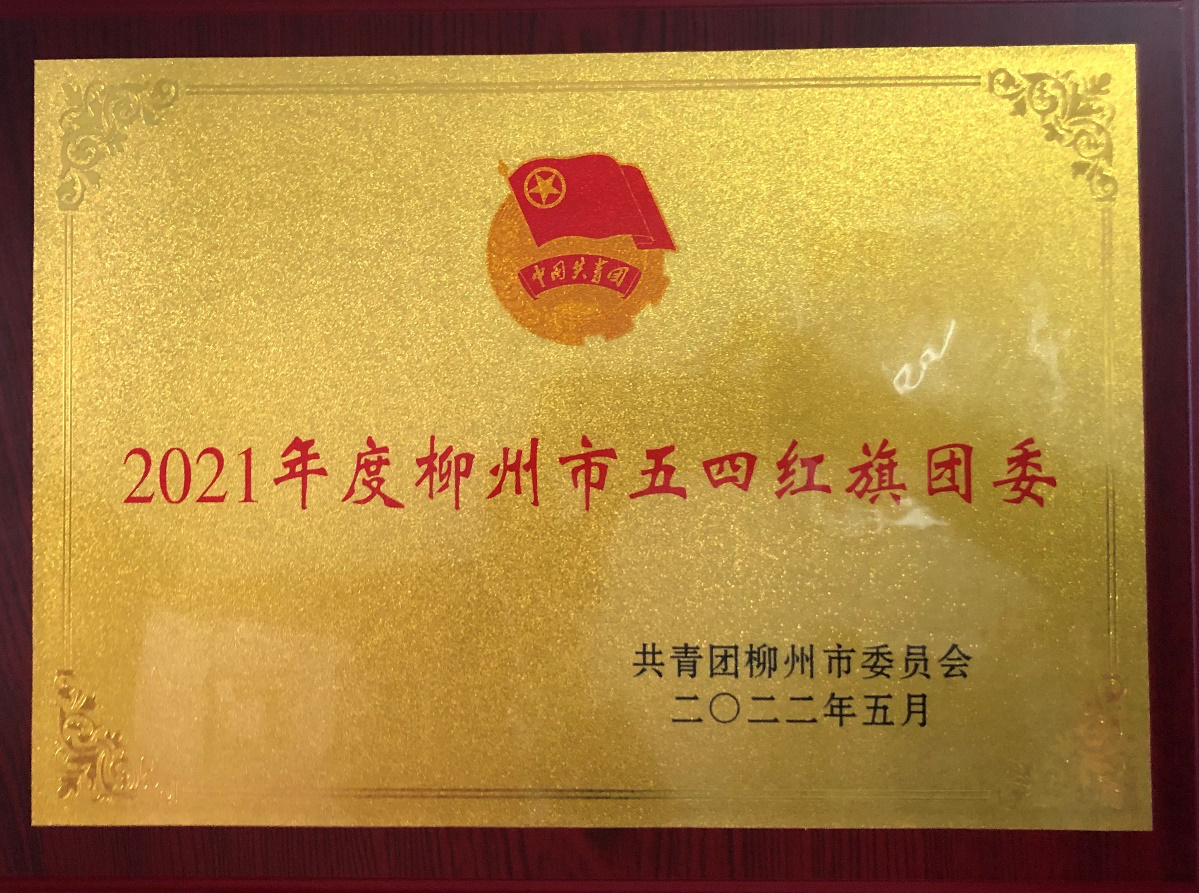 中国共青团
2021年度柳州市五四红旗团委
共青团柳州市委员会
二〇二二年五月